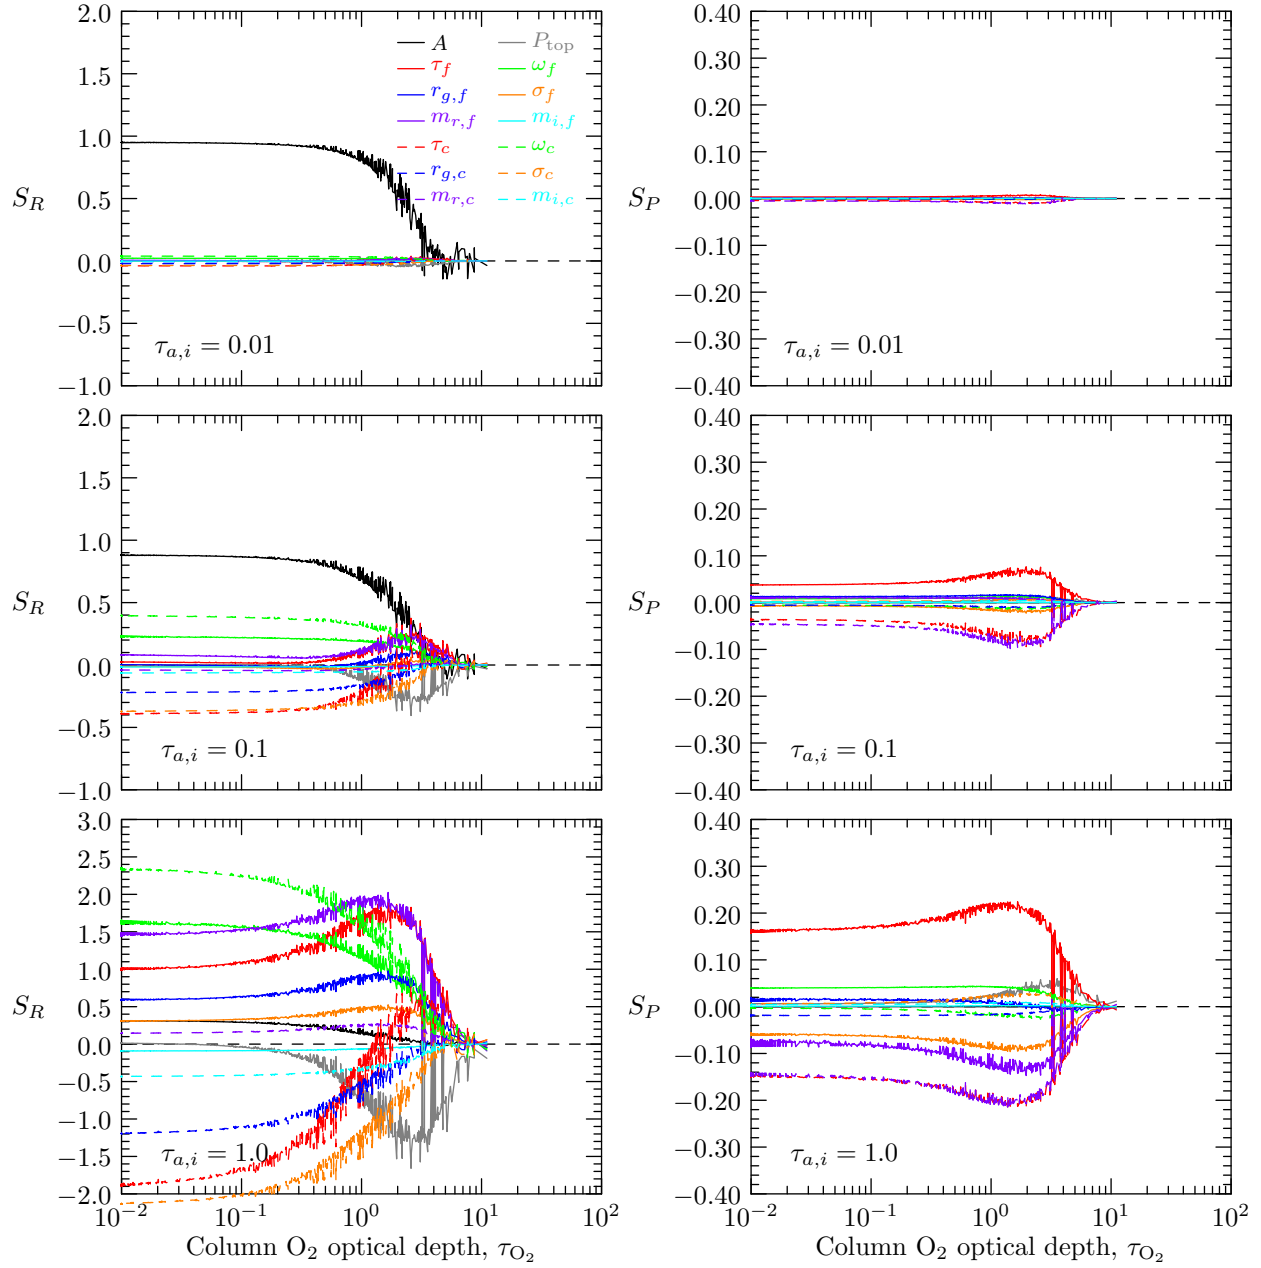 2.0
1.5
1.0
0.5
0.0
−0.5
−1.0
S_R
A
P_top
τ_f
ω_f
r_g,f
σ_f
m_r,f
m_i,f
τ_c
ω_c
r_g,c
σ_c
m_r,c
m_i,c
τ_a,i = 0.01
0.40
0.30
0.20
0.10
0.00
−0.10
−0.20
−0.30
−0.40
S_P
τ_a,i = 0.01
2.0
1.5
1.0
0.5
0.0
−0.5
−1.0
S_R
τ_a,i = 0.1
0.40
0.30
0.20
0.10
0.00
−0.10
−0.20
−0.30
−0.40
S_P
τ_a,i = 0.1
3.0
2.5
2.0
1.5
1.0
0.5
0.0
−0.5
−1.0
−1.5
−2.0
S_R
τ_a,i = 1.0
10^−2 10^−1 10^0 10^1 10^2
Column O_2 optical depth, τ_O_2
0.40
0.30
0.20
0.10
0.00
−0.10
−0.20
−0.30
−0.40
S_P
τ_a,i = 1.0
10^−2 10^−1 10^0 10^1 10^2
Column O_2 optical depth, τ_O_2